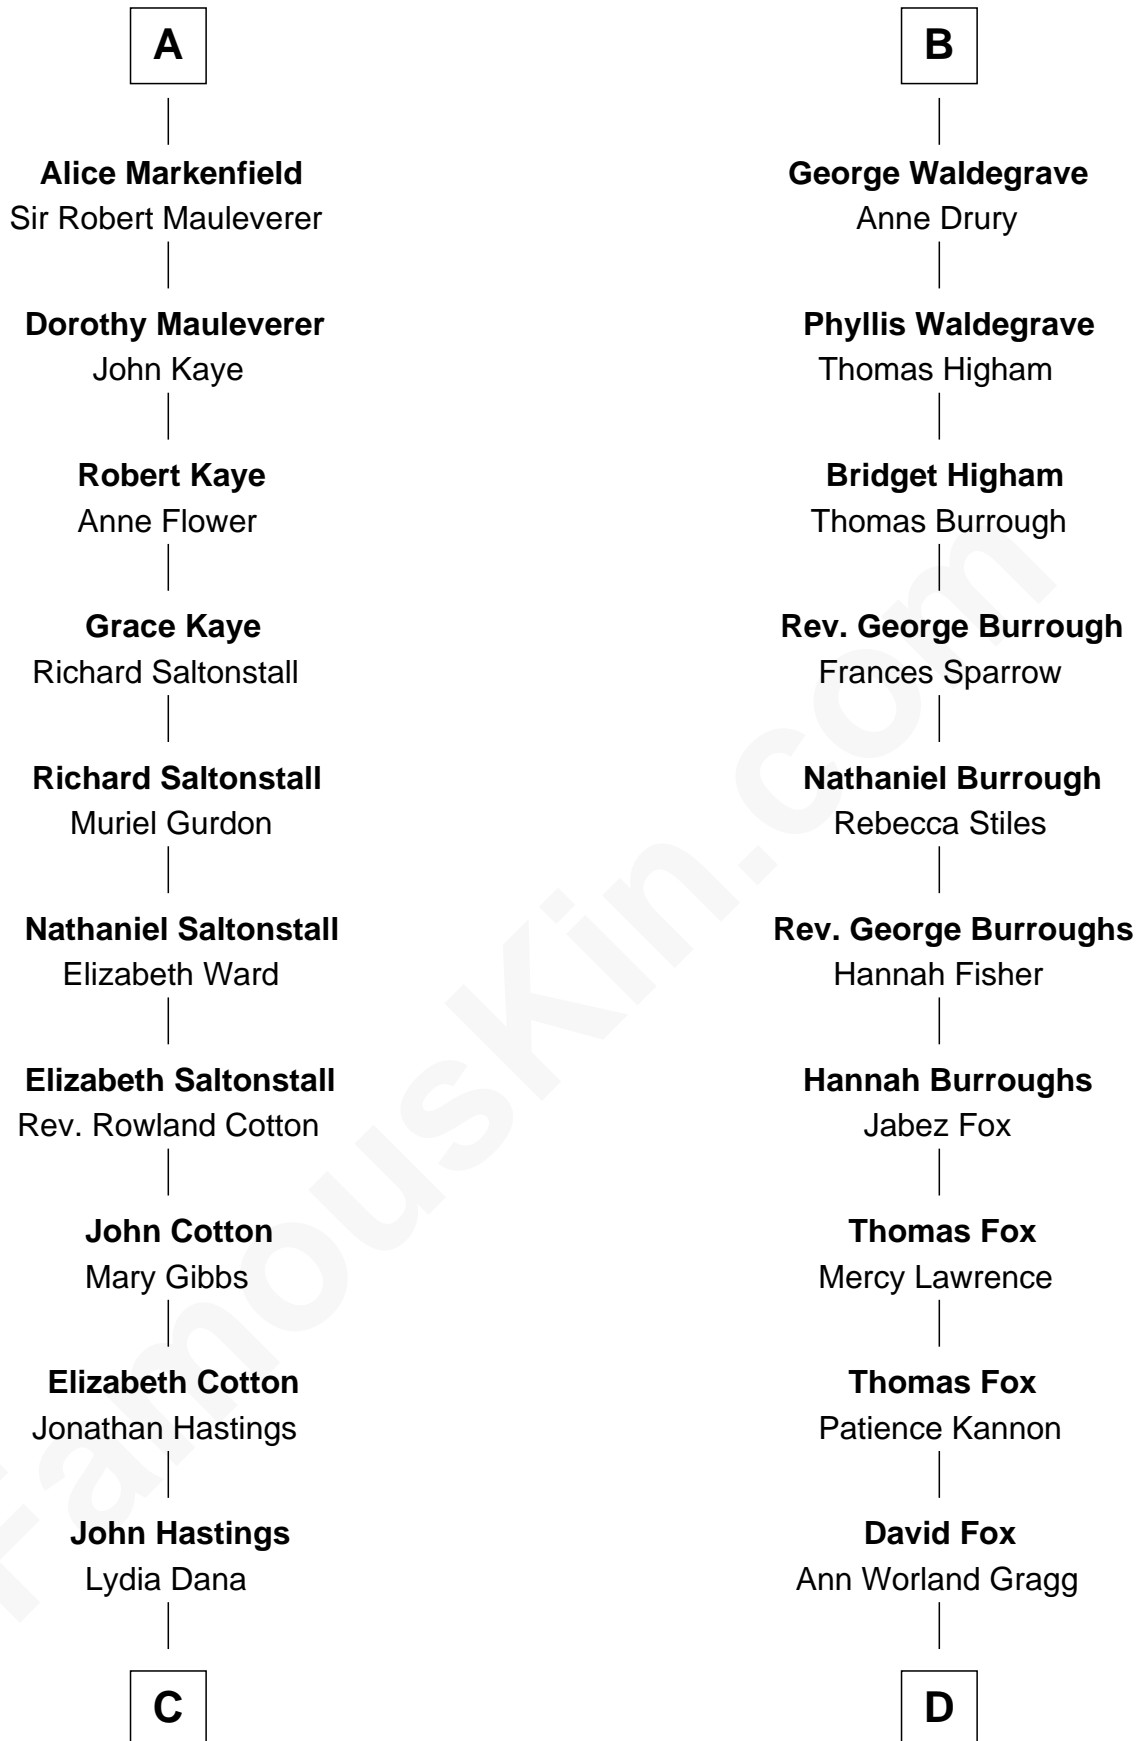 A
Alice Markenfield
Sir Robert Mauleverer
Dorothy Mauleverer
John Kaye
Robert Kaye
Anne Flower
Grace Kaye
Richard Saltonstall
Richard Saltonstall
Muriel Gurdon
Nathaniel Saltonstall
Elizabeth Ward
Elizabeth Saltonstall
Rev. Rowland Cotton
John Cotton
Mary Gibbs
Elizabeth Cotton
Jonathan Hastings
John Hastings
Lydia Dana
C
B
George Waldegrave
Anne Drury
Phyllis Waldegrave
Thomas Higham
Bridget Higham
Thomas Burrough
Rev. George Burrough
Frances Sparrow
Nathaniel Burrough
Rebecca Stiles
Rev. George Burroughs
Hannah Fisher
Hannah Burroughs
Jabez Fox
Thomas Fox
Mercy Lawrence
Thomas Fox
Patience Kannon
David Fox
Ann Worland Gragg
D
FamousKin.com